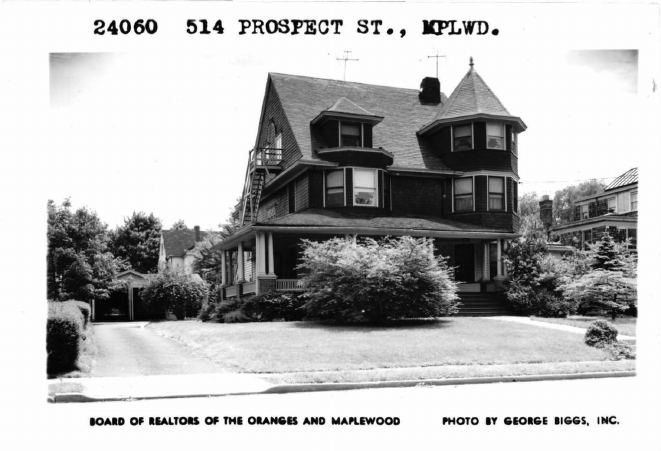 24060 514 PROSPECT ST., MPLWD.
BOARD OF REALTORS OF THE ORANGES AND MAPLEWOOD PHOTO BY GEORGE BIGGS, INC.